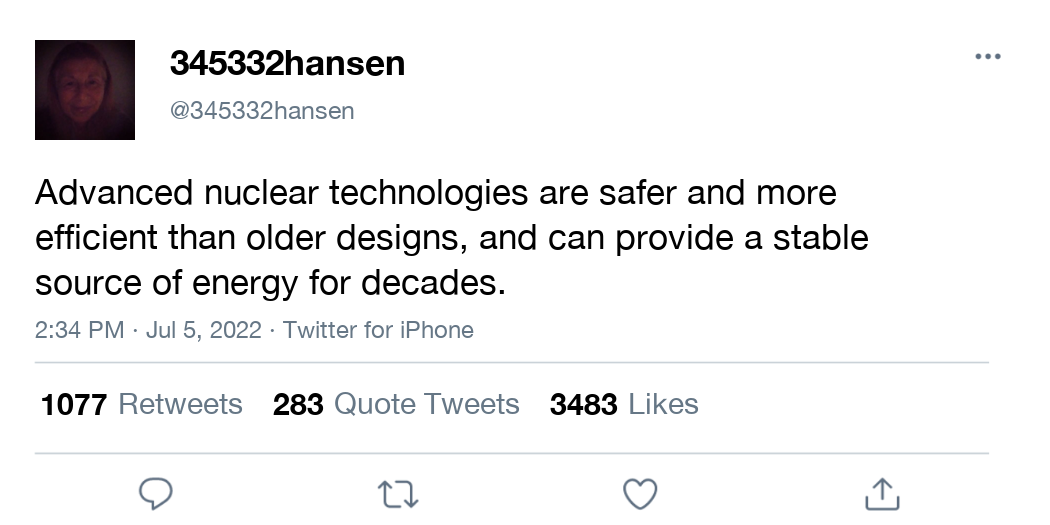 345332hansen
@345332hansen
Advanced nuclear technologies are safer and more
efficient than older designs, and can provide a stable
source of energy for decades.
2:34 PM · Jul 5, 2022 · Twitter for iPhone
1077 Retweets 283 Quote Tweets 3483 Likes